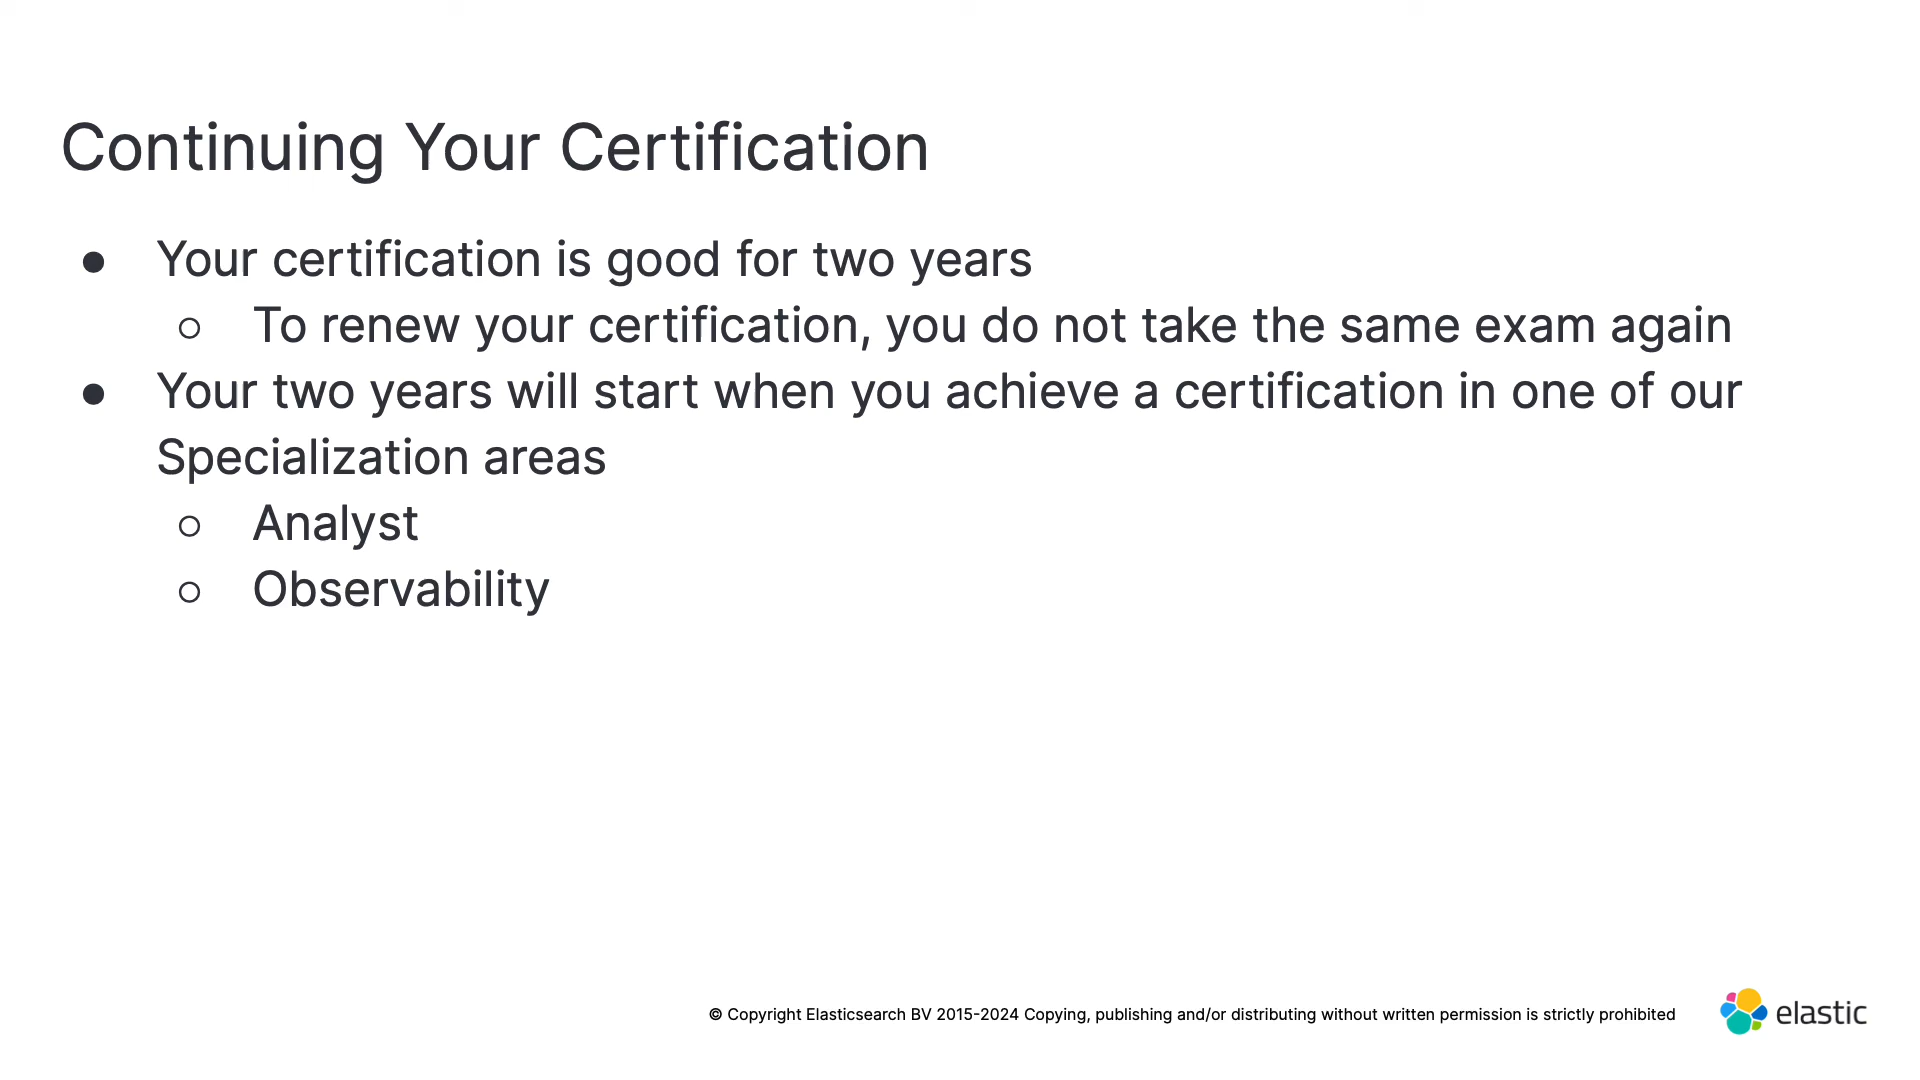 Continuing Your Certification
● Your certification is good for two years
○ To renew your certification, you do not take the same exam again
● Your two years will start when you achieve a certification in one of our
Specialization areas
○ Analyst
○ Observability
© Copyright Elasticsearch BV 2015-2024 Copying, publishing and/or distributing without written permission is strictly prohibited
elastic